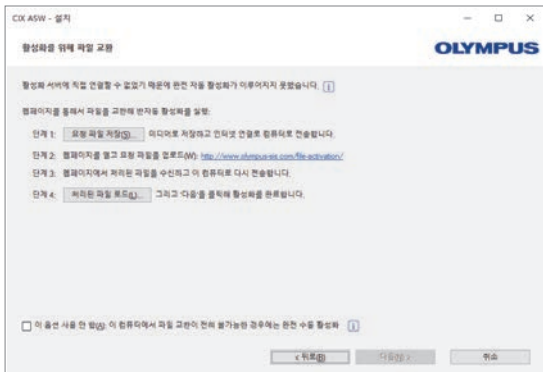 CIX ASW - 설치
활성화를 위해 파일 교환
OLYMPUS
활성화 서버에 직접 연결할 수 없었기 때문에 완전 자동 활성화가 이루어지지 못했습니다. i
웹페이지를 통해서 파일을 교환해 반자동 활성화를 실행:
단계 1: 요청 파일 저장(S)... 미디어로 저장하고 인터넷 연결로 컴퓨터로 전송합니다.
단계 2: 웹페이지를 열고 요청 파일을 업로드(W): http://www.olympus-sis.com/file-activation/
단계 3: 웹페이지에서 처리된 파일을 수신하고 이 컴퓨터로 다시 전송합니다.
단계 4: 처리된 파일 로드(L)... 그리고 '다음'을 클릭해 활성화를 완료합니다.
이 옵션 사용 안 함(A): 이 컴퓨터에서 파일 교환이 전혀 불가능한 경우에는 완전 수동 활성화 i
< 뒤로(B) 다음(N) > 취소